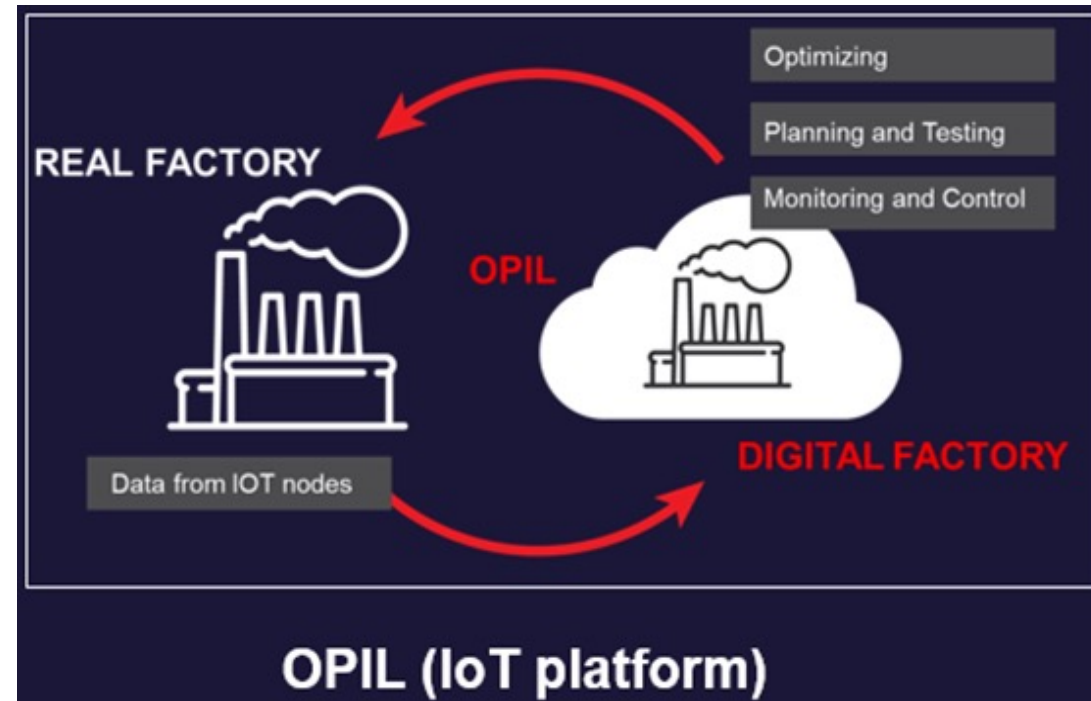 Optimizing
Planning and Testing
Monitoring and Control
REAL FACTORY
OPIL
DIGITAL FACTORY
Data from IOT nodes
OPIL (IoT platform)